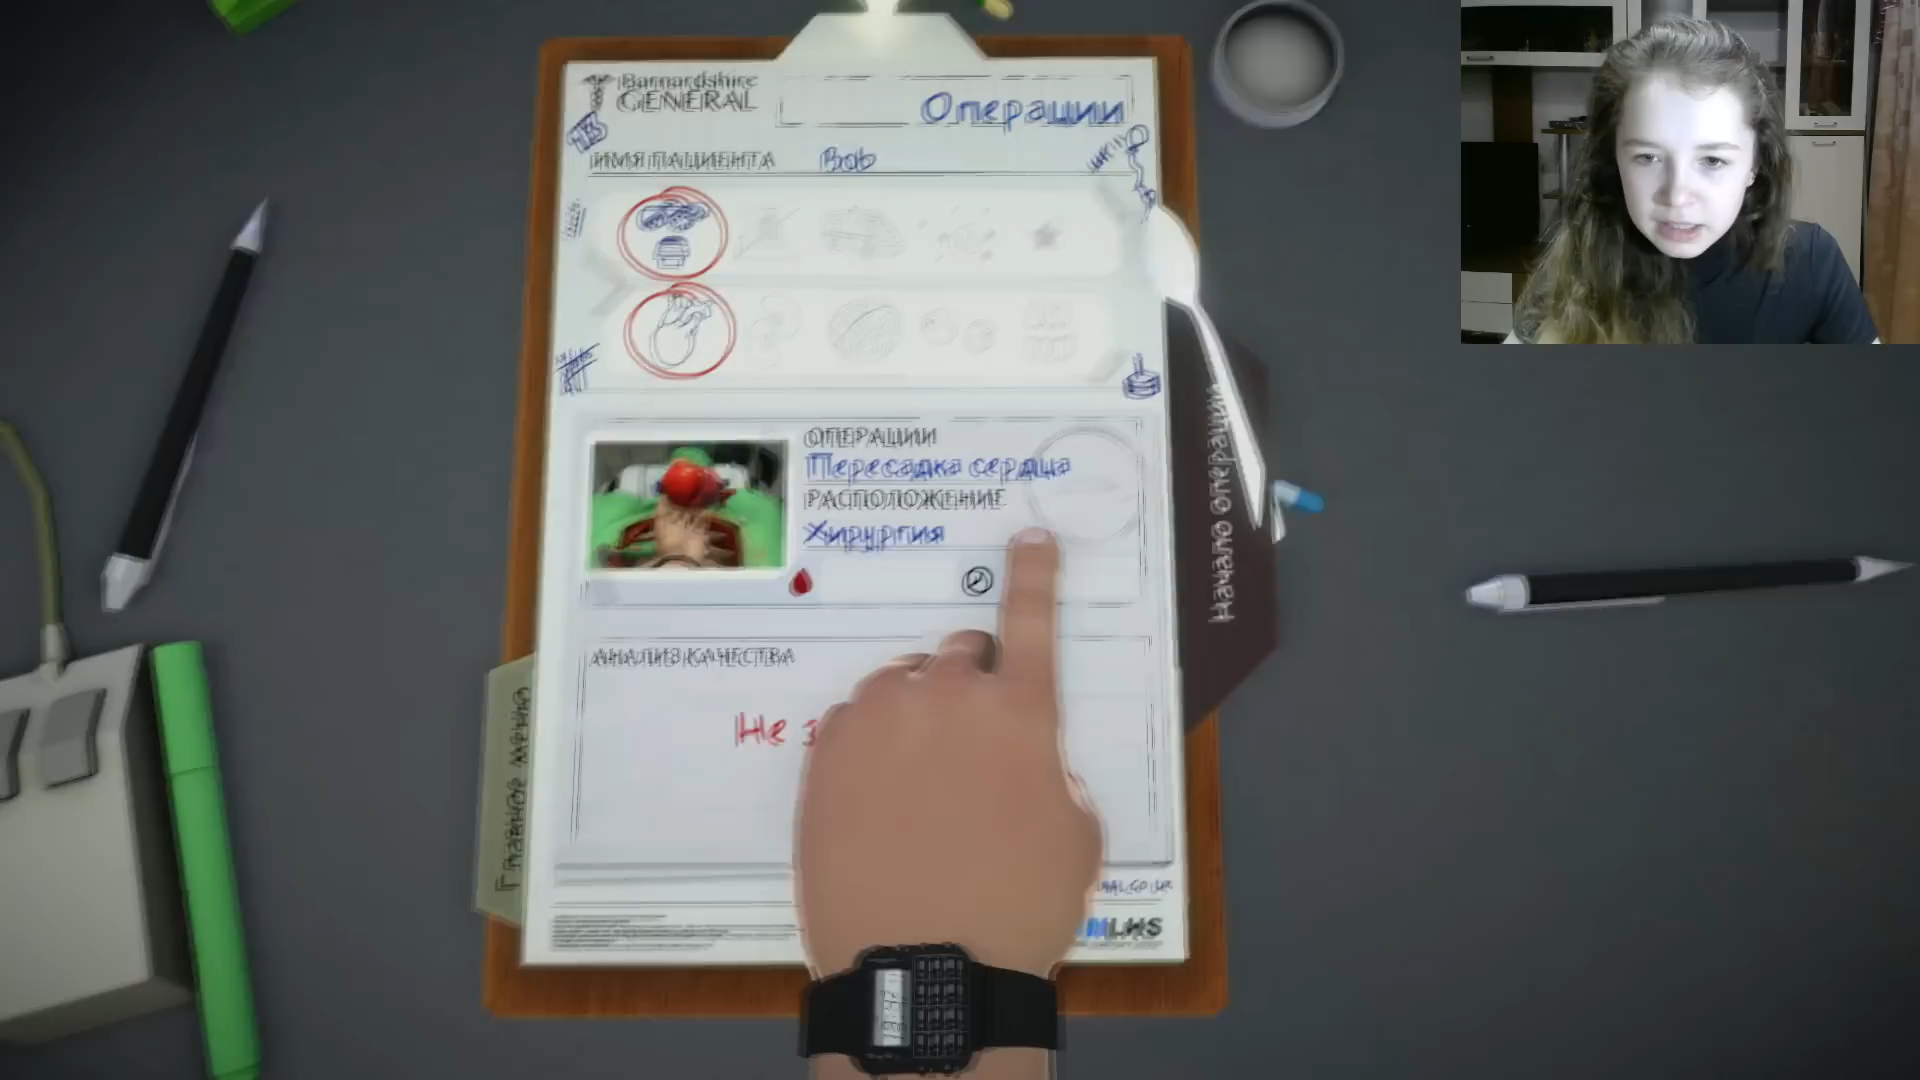 Barnardshire
GENERAL
Операции
ИМЯ ПАЦИЕНТА Bob
ОПЕРАЦИИ
Пересадка сердца
РАСПОЛОЖЕНИЕ
Хирургия
АНАЛИЗ КАЧЕСТВА
Не
Начало операции
Главное меню
LHS